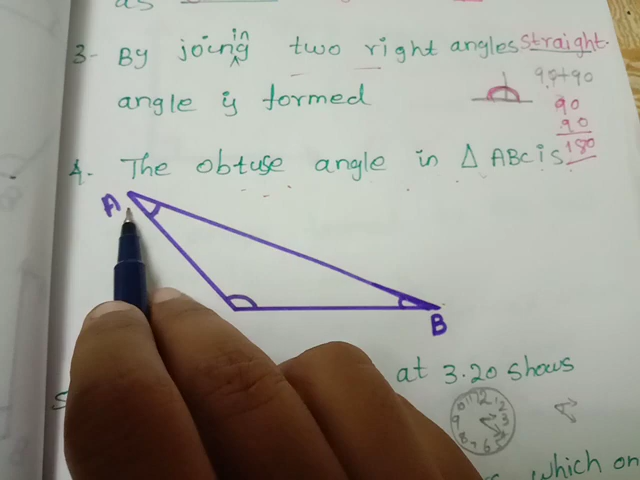 as
3- By joing in two right angles straight.
angle is formed
90+90
90
90
180
4. The obtuse angle in Δ ABC is
A
B
at 3.20 shows
which on